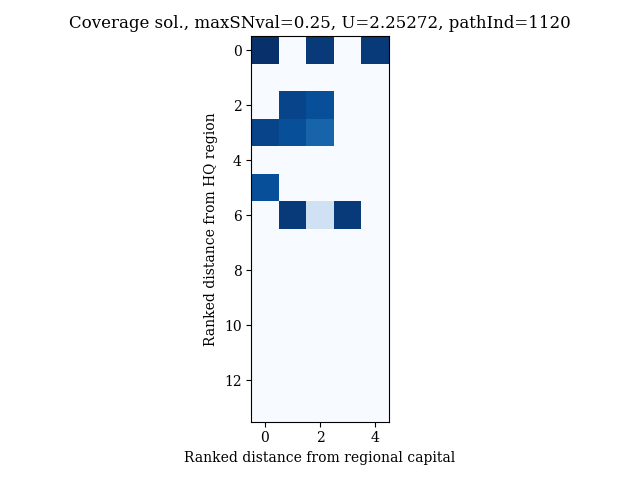 Coverage sol., maxSNval=0.25, U=2.25272, pathInd=1120
Ranked distance from HQ region
0
2
4
6
8
10
12
0 2 4
Ranked distance from regional capital